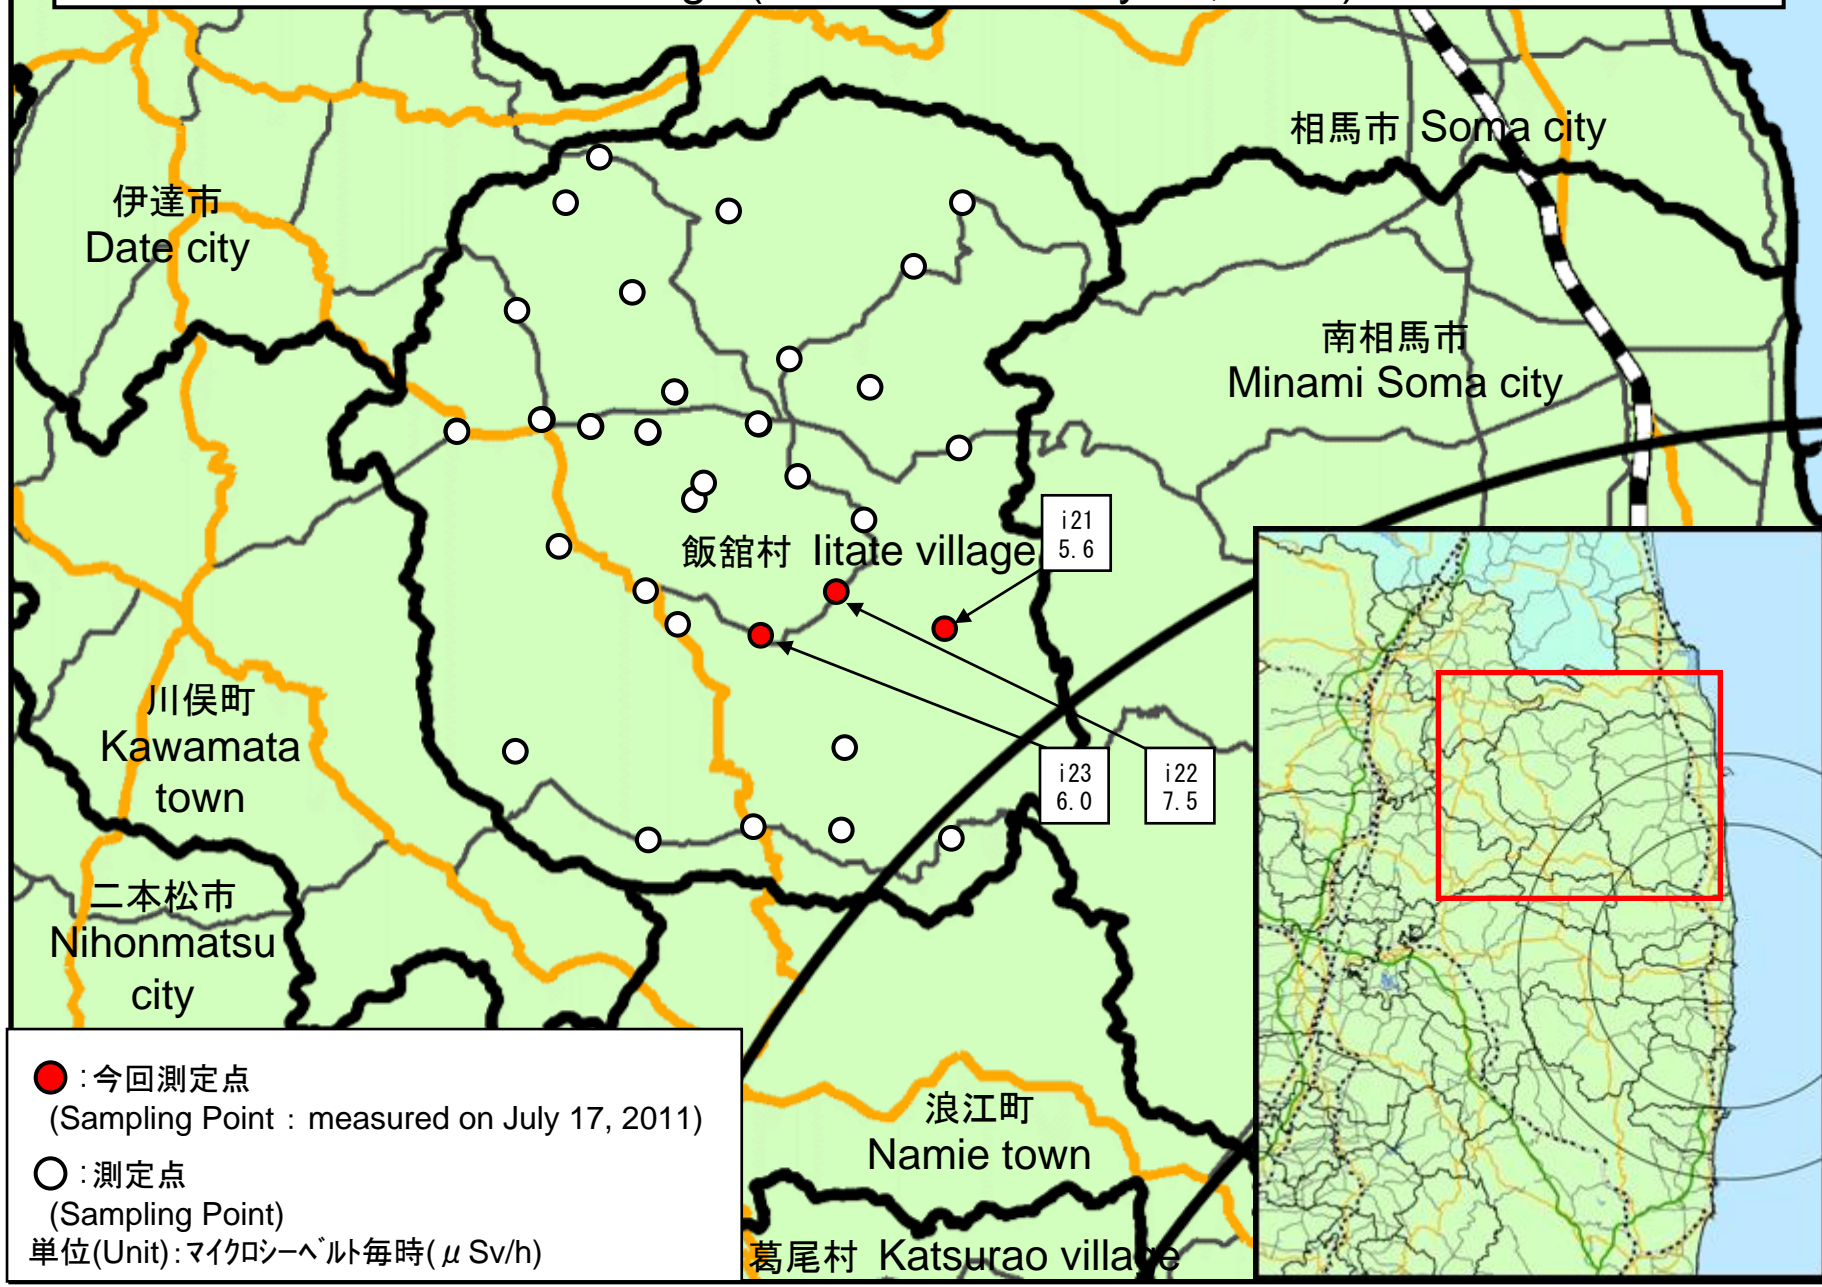 相馬市 Soma city
伊達市
Date city
南相馬市
Minami Soma city
i21
5.6
飯舘村 Iitate village
川俣町
Kawamata
town
i23
6.0
i22
7.5
二本松市
Nihonmatsu
city
:今回測定点
(Sampling Point : measured on July 17, 2011)
:測定点
(Sampling Point)
単位(Unit):マイクロシーベルト毎時(μ Sv/h)
浪江町
Namie town
葛尾村 Katsurao village